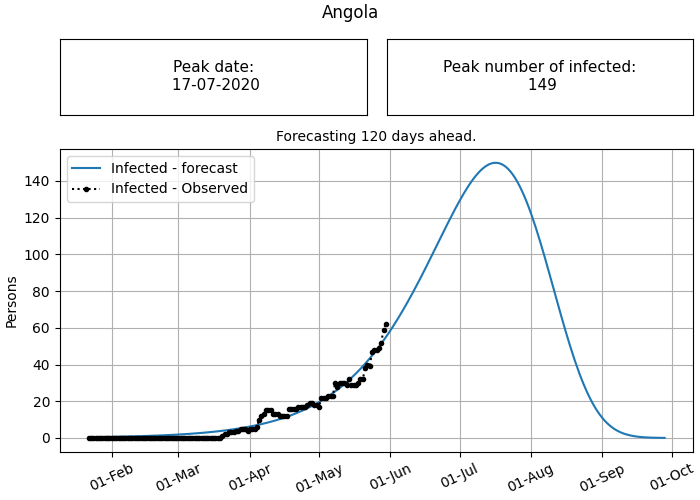 Angola
Peak date:
17-07-2020
Peak number of infected:
149
Forecasting 120 days ahead.
Infected - forecast
Infected - Observed
Persons
140
120
100
80
60
40
20
0
01-Feb
01-Mar
01-Apr
01-May
01-Jun
01-Jul
01-Aug
01-Sep
01-Oct